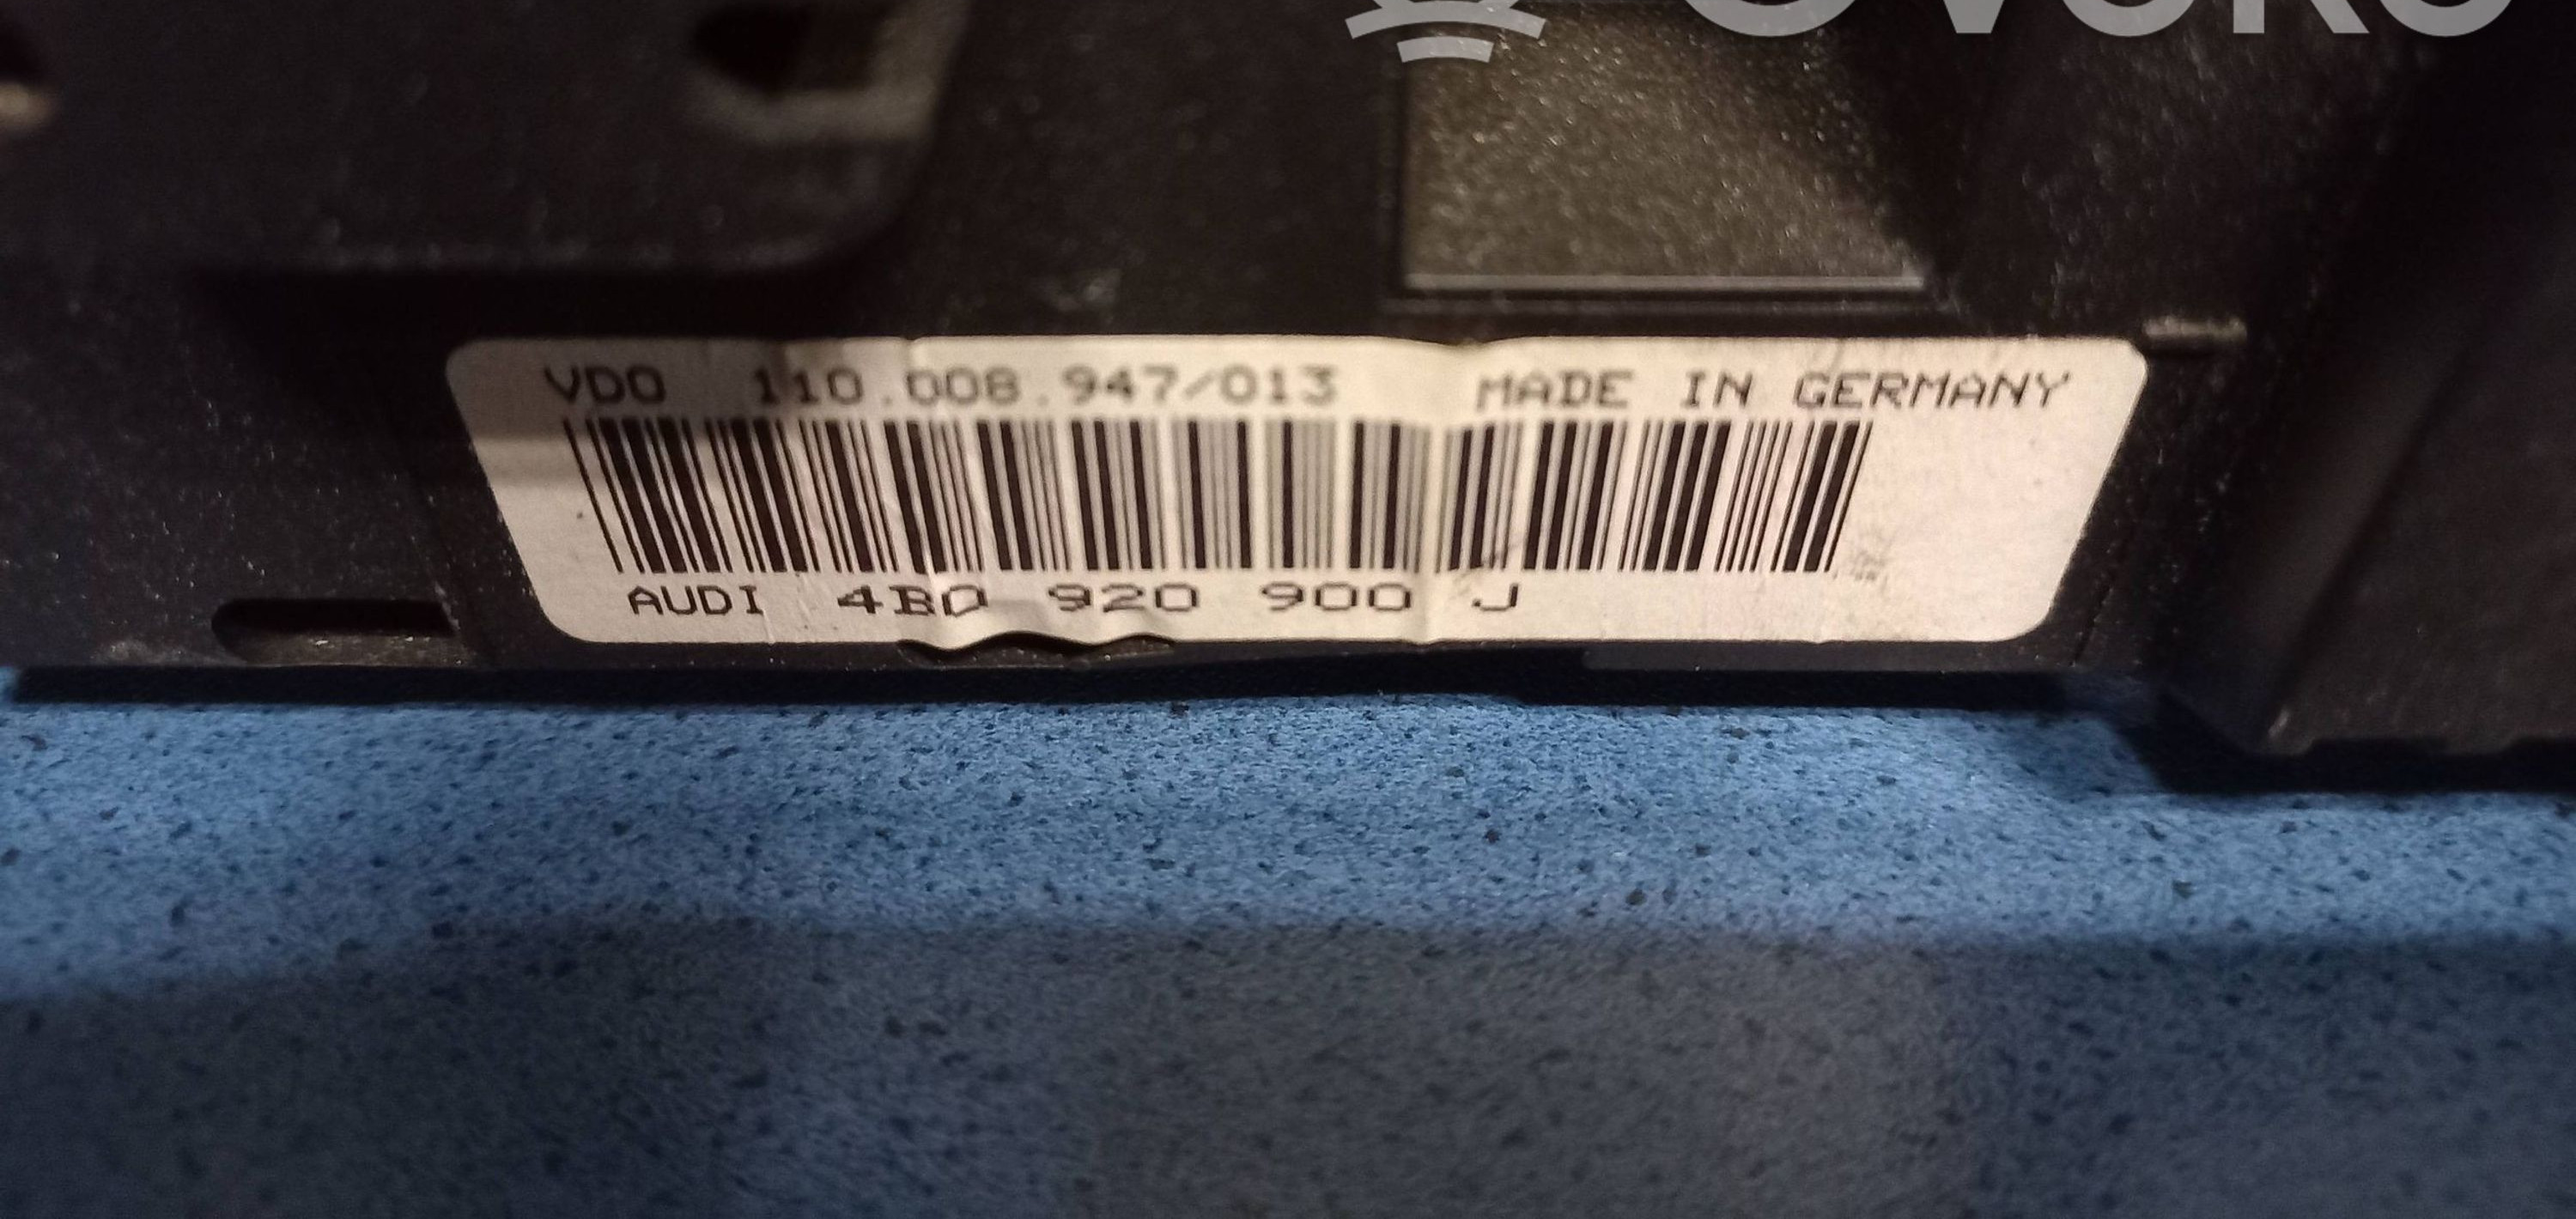 VDO 110.008.947/013 MADE IN GERMANY
AUDI 4B0 920 900 J